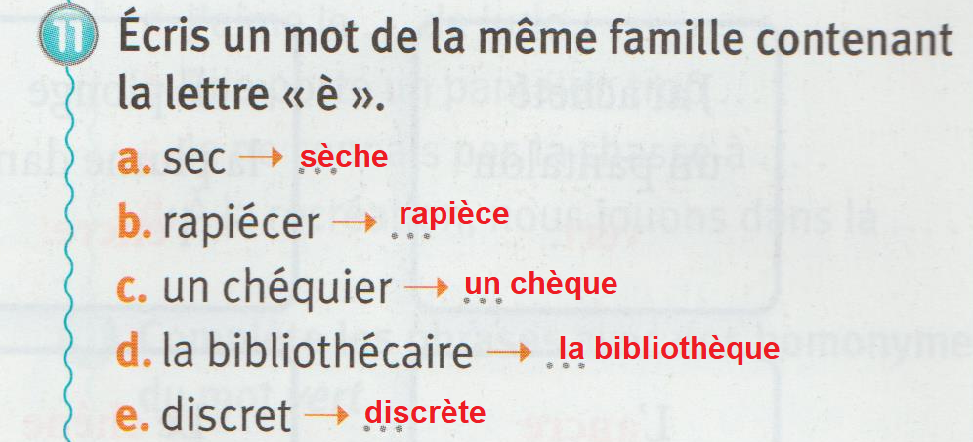 11 Écris un mot de la même famille contenant
la lettre « è ».
a. sec → sèche
b. rapiécer → rapièce
c. un chéquier → un chèque
d. la bibliothécaire → la bibliothèque
e. discret → discrète